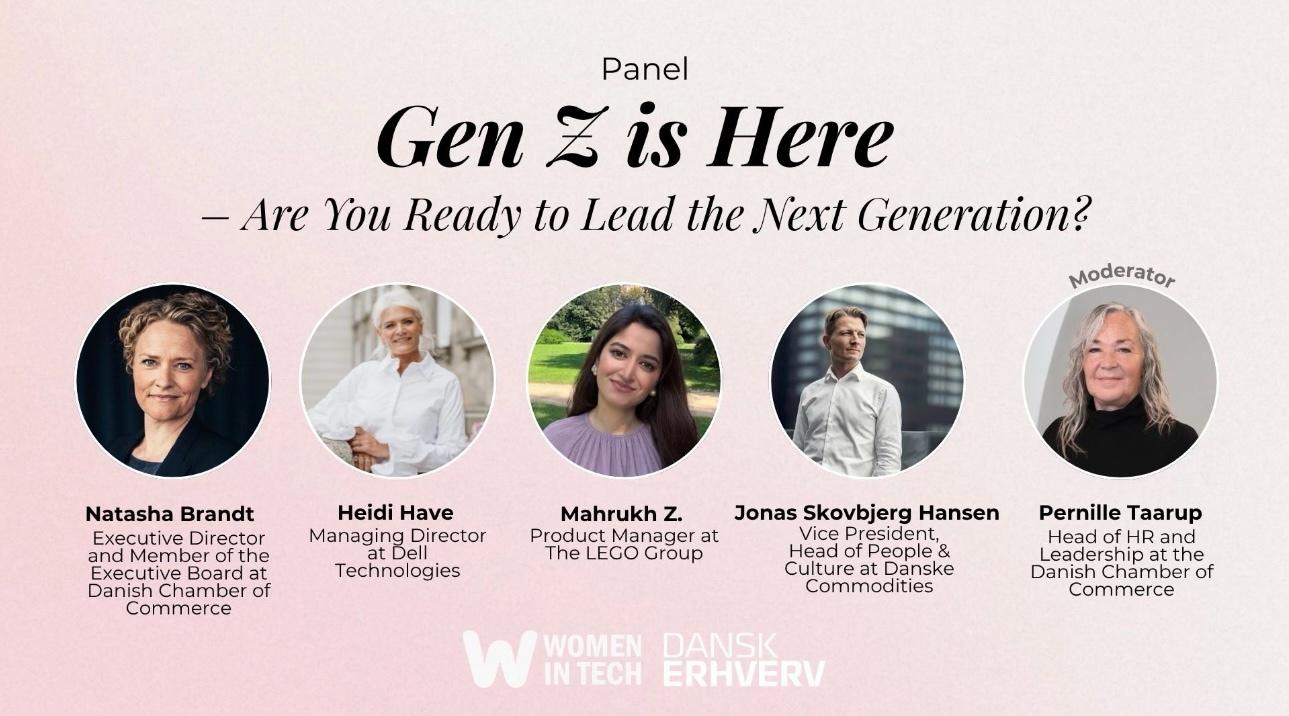 Panel
Gen Z is Here
– Are You Ready to Lead the Next Generation?
Moderator
Natasha Brandt
Executive Director
and Member of the
Executive Board at
Danish Chamber of
Commerce
Heidi Have
Managing Director
at Dell
Technologies
Mahrukh Z.
Product Manager at
The LEGO Group
Jonas Skovbjerg Hansen
Vice President,
Head of People &
Culture at Danske
Commodities
Pernille Taarup
Head of HR and
Leadership at the
Danish Chamber of
Commerce
W WOMEN
IN TECH
DANSK
ERHVERV